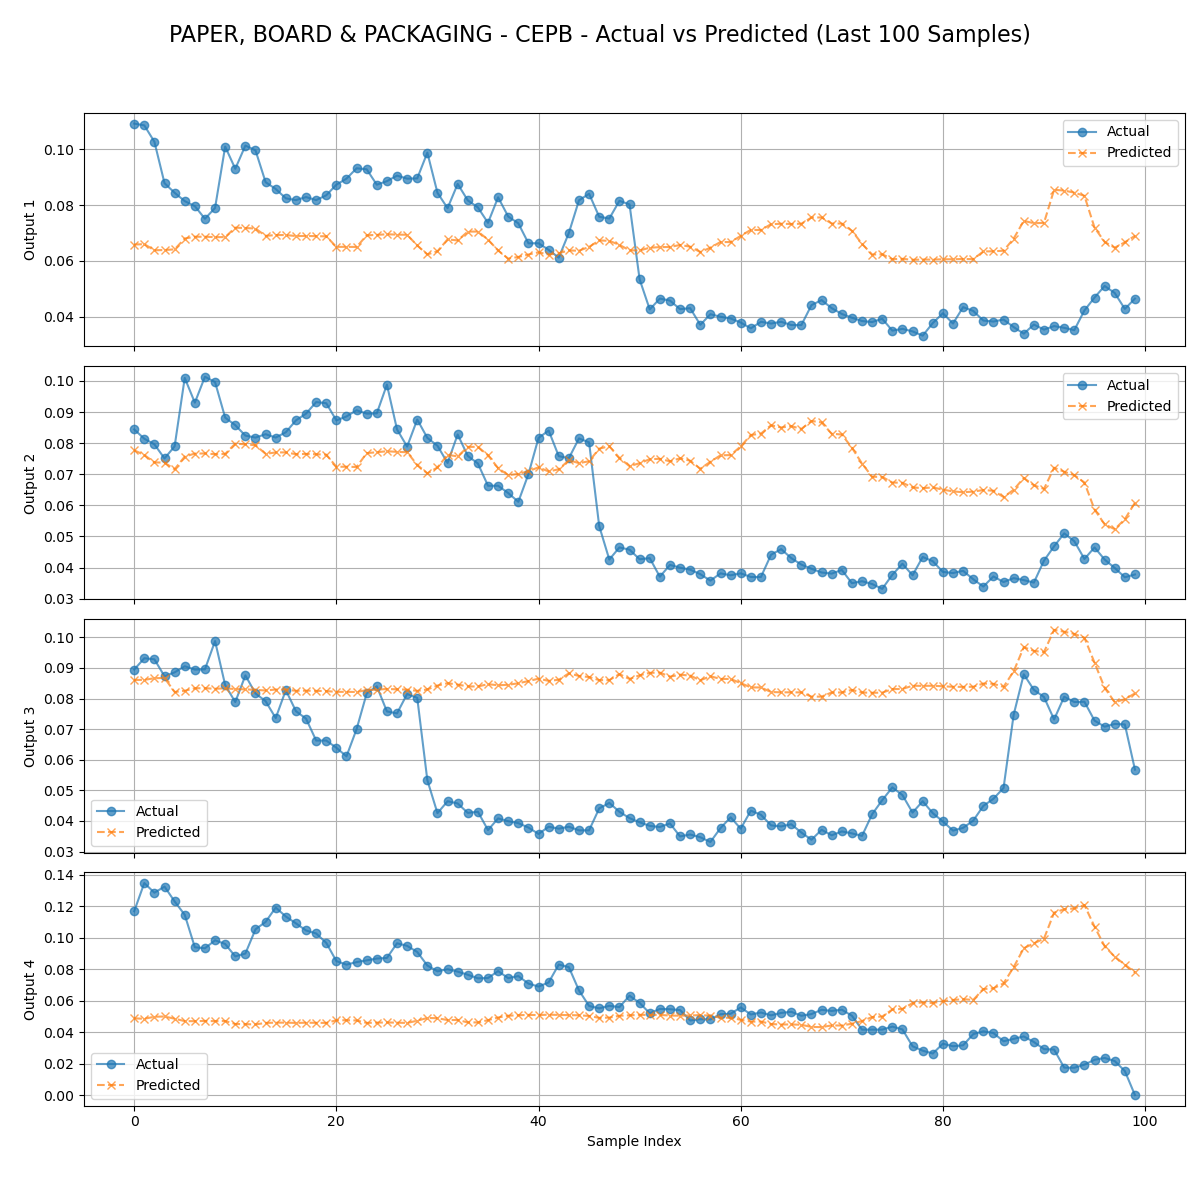 PAPER, BOARD & PACKAGING - CEPB - Actual vs Predicted (Last 100 Samples)
Output 1
0.10
0.08
0.06
0.04
Actual
Predicted
Output 2
0.10
0.09
0.08
0.07
0.06
0.05
0.04
0.03
Actual
Predicted
Output 3
0.10
0.09
0.08
0.07
0.06
0.05
0.04
0.03
Actual
Predicted
Output 4
0.14
0.12
0.10
0.08
0.06
0.04
0.02
0.00
Actual
Predicted
0 20 40 60 80 100
Sample Index